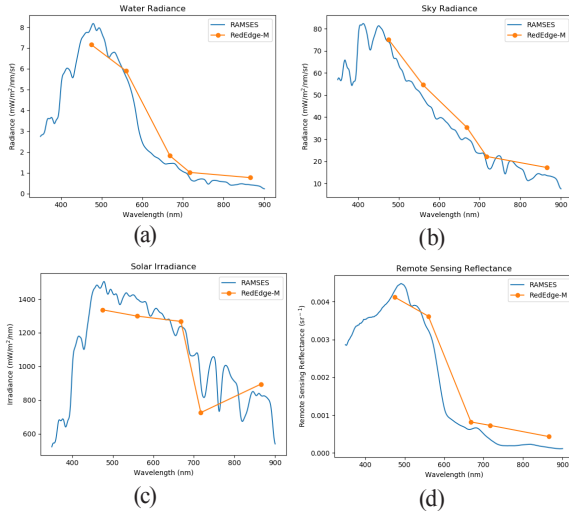 Water Radiance
RAMSES
RedEdge-M
Radiance (mW/m²/nm/sr)
8
7
6
5
4
3
2
1
0
400 500 600 700 800 900
Wavelength (nm)
(a)
Sky Radiance
RAMSES
RedEdge-M
Radiance (mW/m²/nm/sr)
80
70
60
50
40
30
20
10
400 500 600 700 800 900
Wavelength (nm)
(b)
Solar Irradiance
RAMSES
RedEdge-M
Irradiance (mW/m²/nm)
1400
1200
1000
800
600
400 500 600 700 800 900
Wavelength (nm)
(c)
Remote Sensing Reflectance
RAMSES
RedEdge-M
Remote Sensing Reflectance (sr⁻¹)
0.004
0.003
0.002
0.001
0.000
400 500 600 700 800 900
Wavelength (nm)
(d)